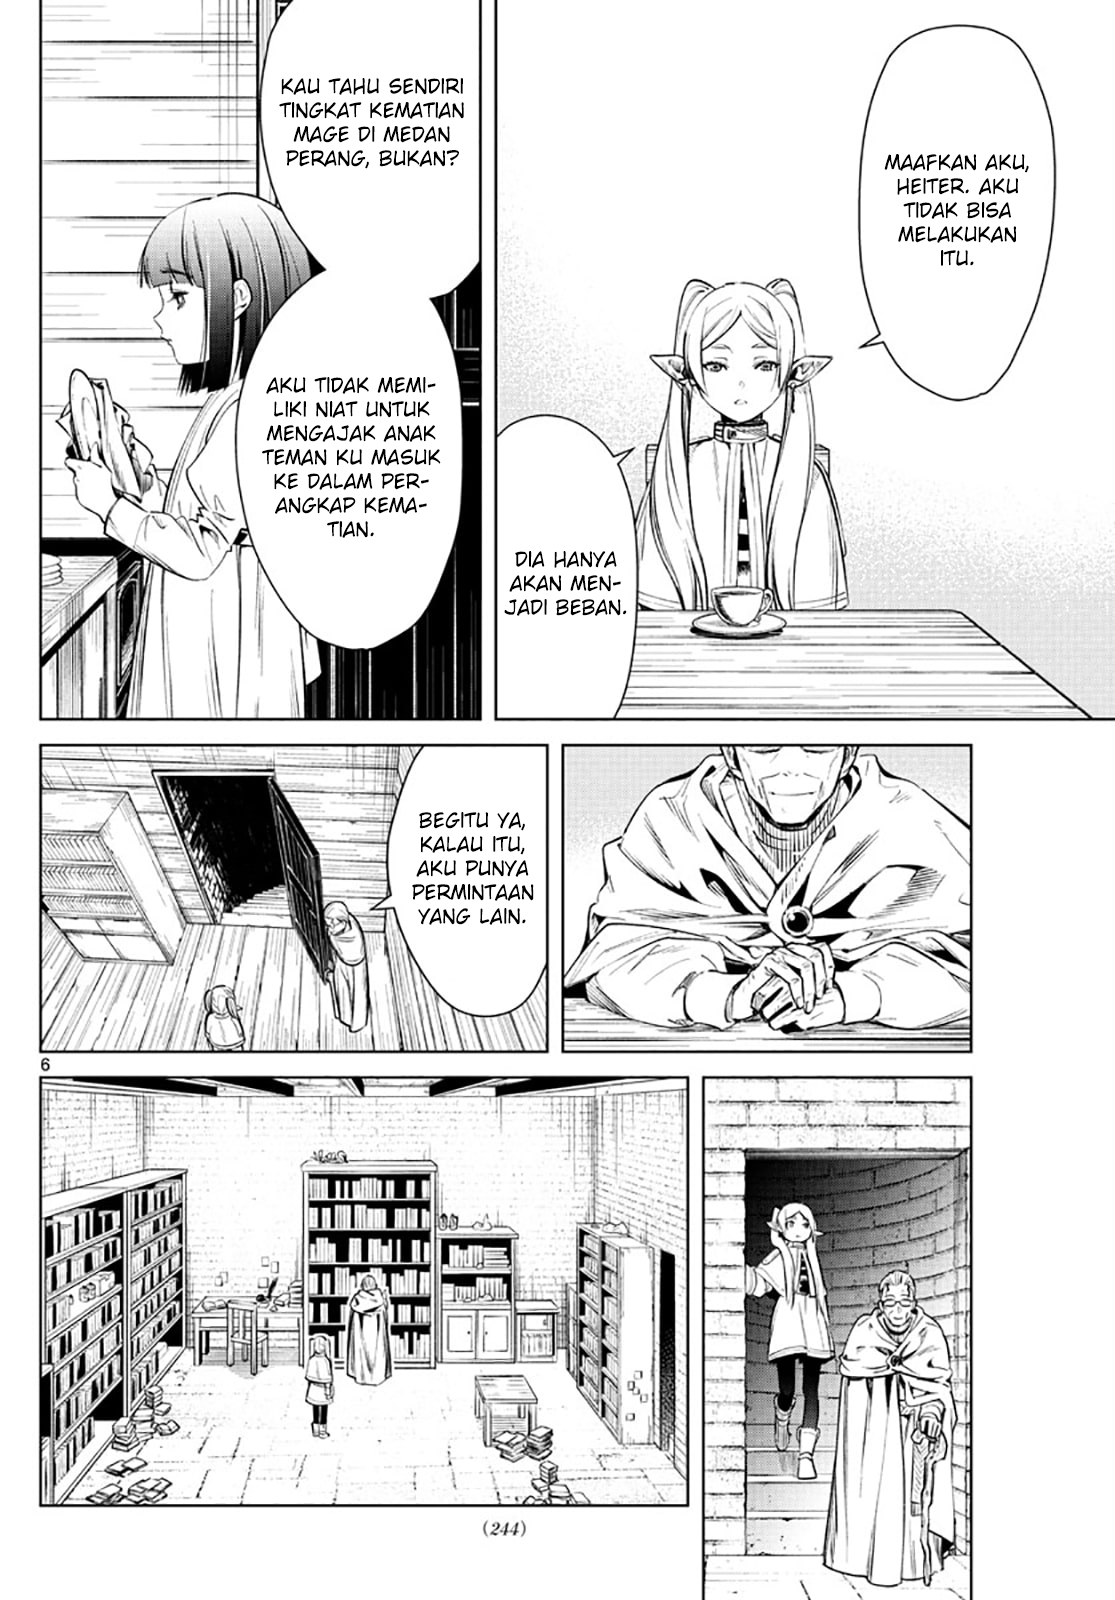 MAAFKAN AKU,
HEITER. AKU
TIDAK BISA
MELAKUKAN
ITU.
DIA HANYA
AKAN MEN-
JADI BEBAN.
KAU TAHU SENDIRI
TINGKAT KEMATIAN
MAGE DI MEDAN
PERANG, BUKAN?
AKU TIDAK MEMI-
LIKI NIAT UNTUK
MENGAJAK ANAK
TEMAN KU MASUK
KE DALAM PER-
ANGKAP KEMA-
TIAN.
BEGITU YA,
KALAU ITU,
AKU PUNYA
PERMINTAAN
YANG LAIN.
6
(244)